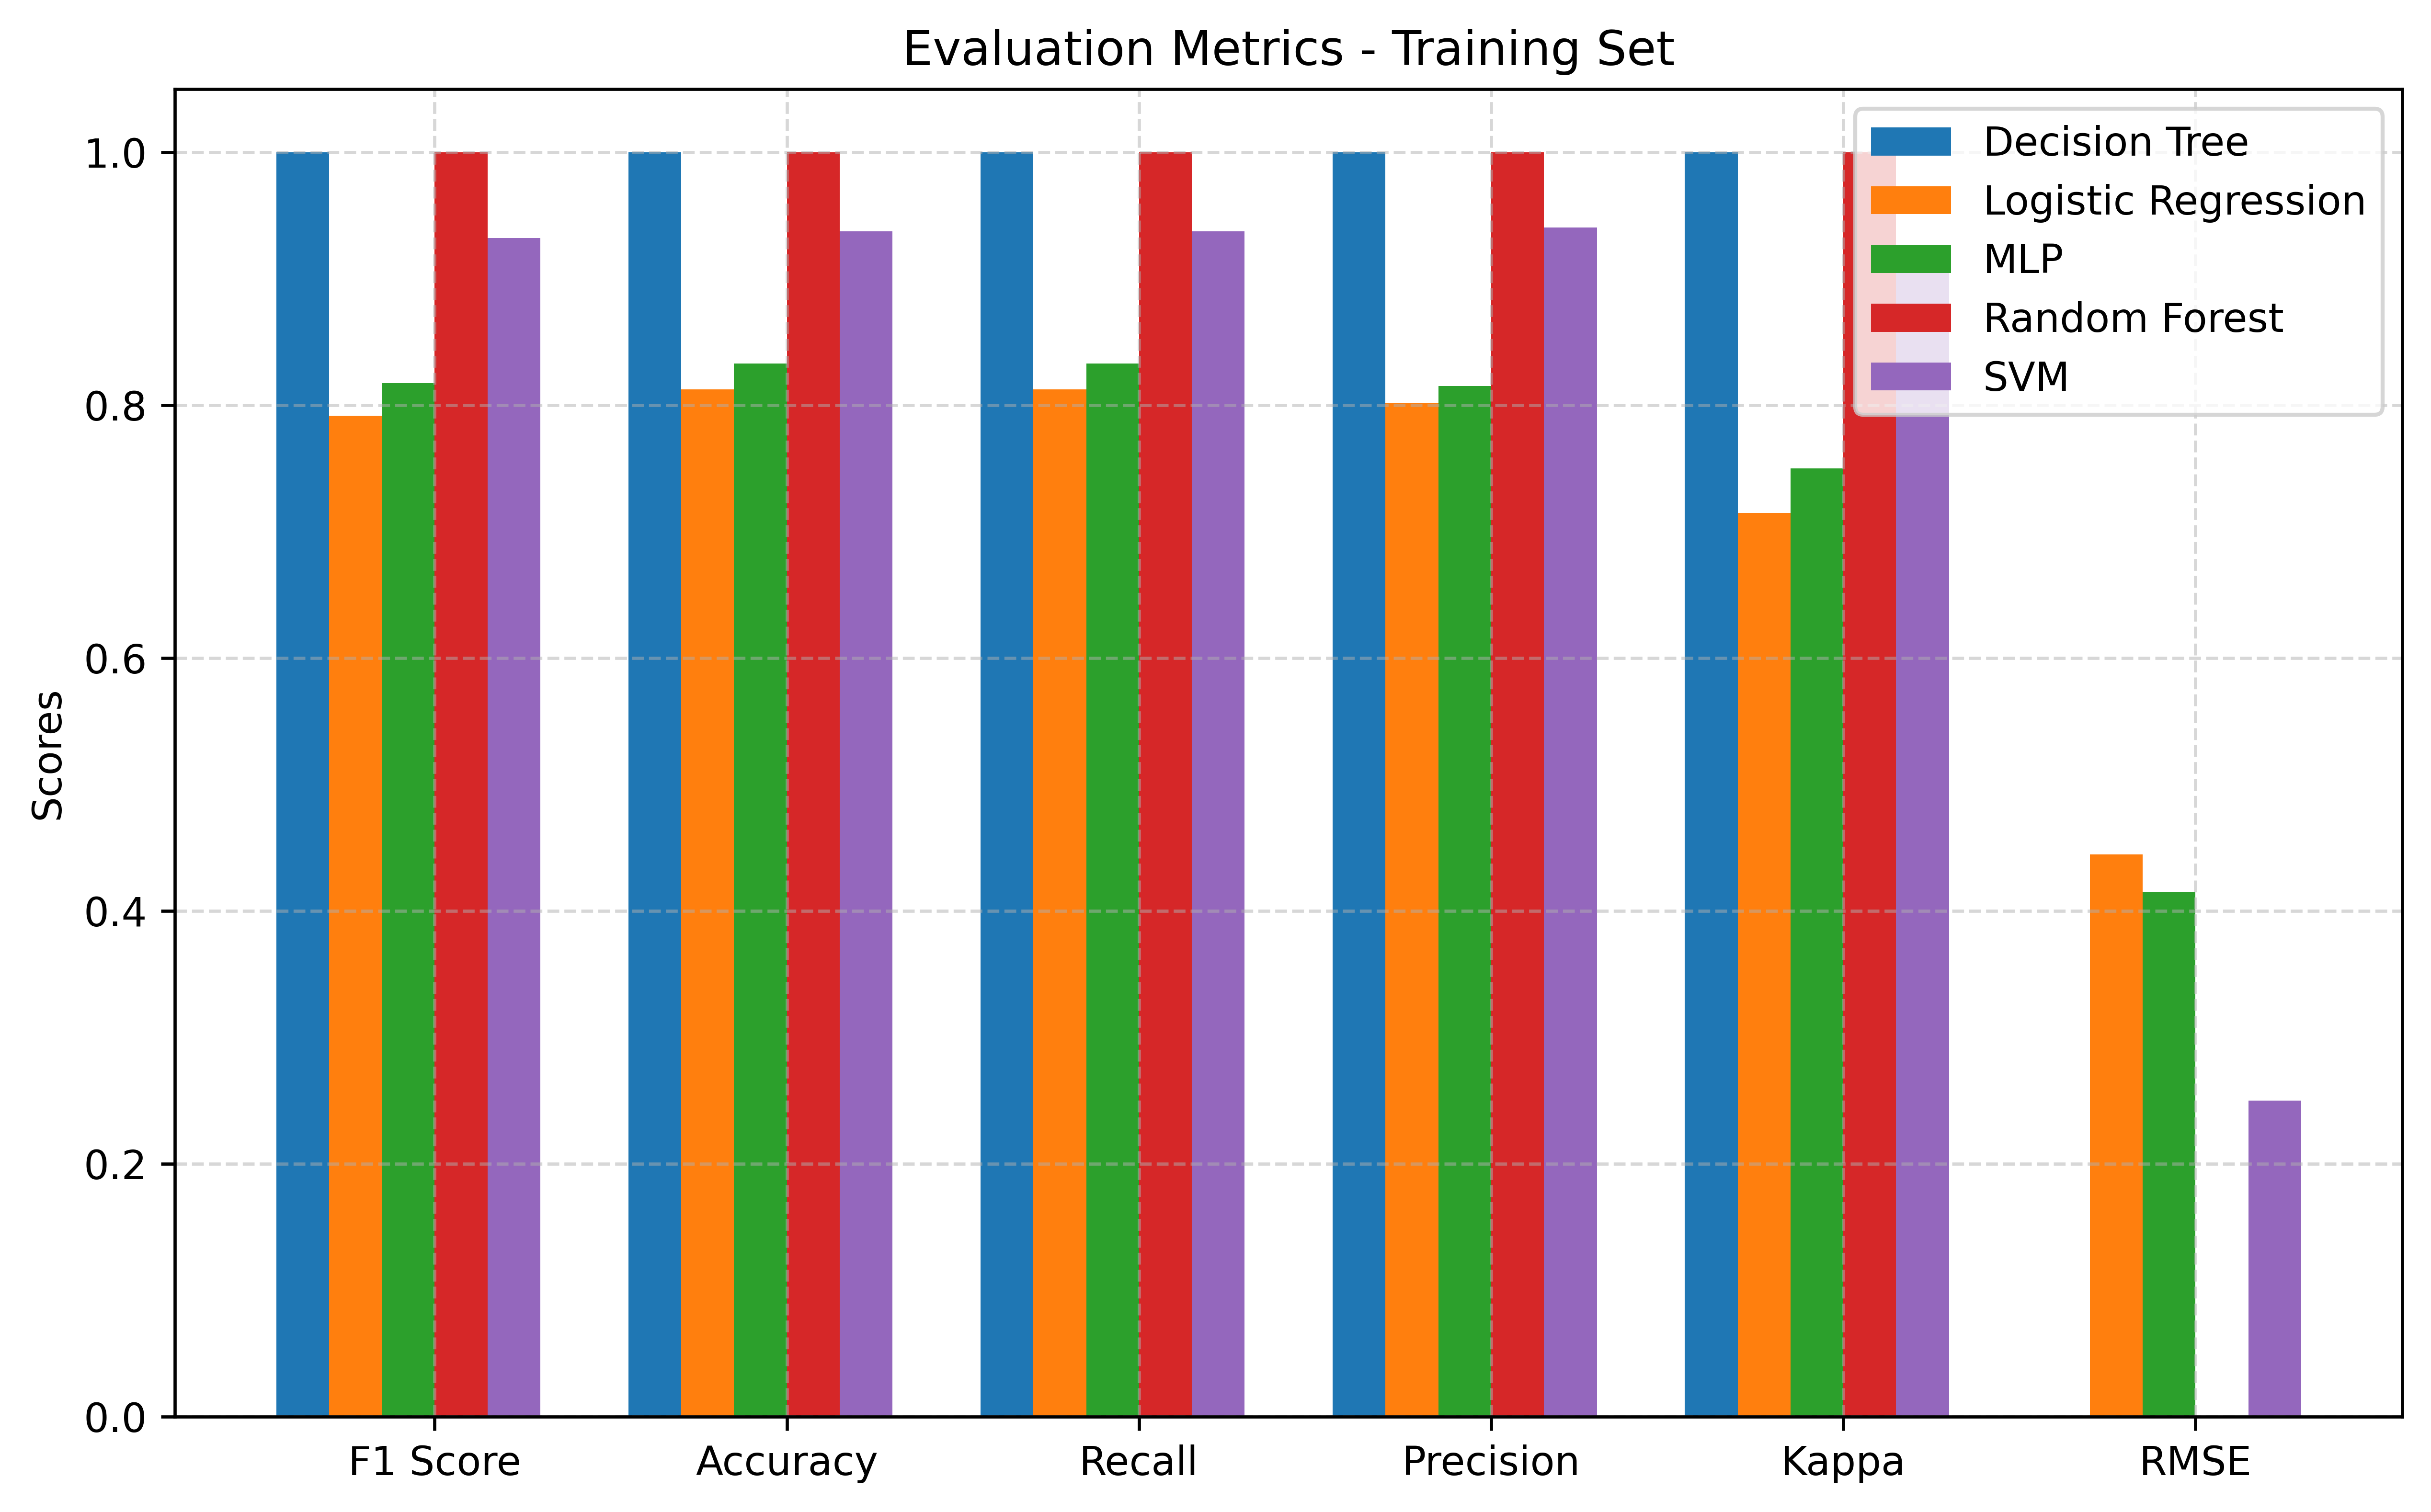 Evaluation Metrics - Training Set
Scores
1.0
0.8
0.6
0.4
0.2
0.0
Decision Tree
Logistic Regression
MLP
Random Forest
SVM
F1 Score
Accuracy
Recall
Precision
Kappa
RMSE